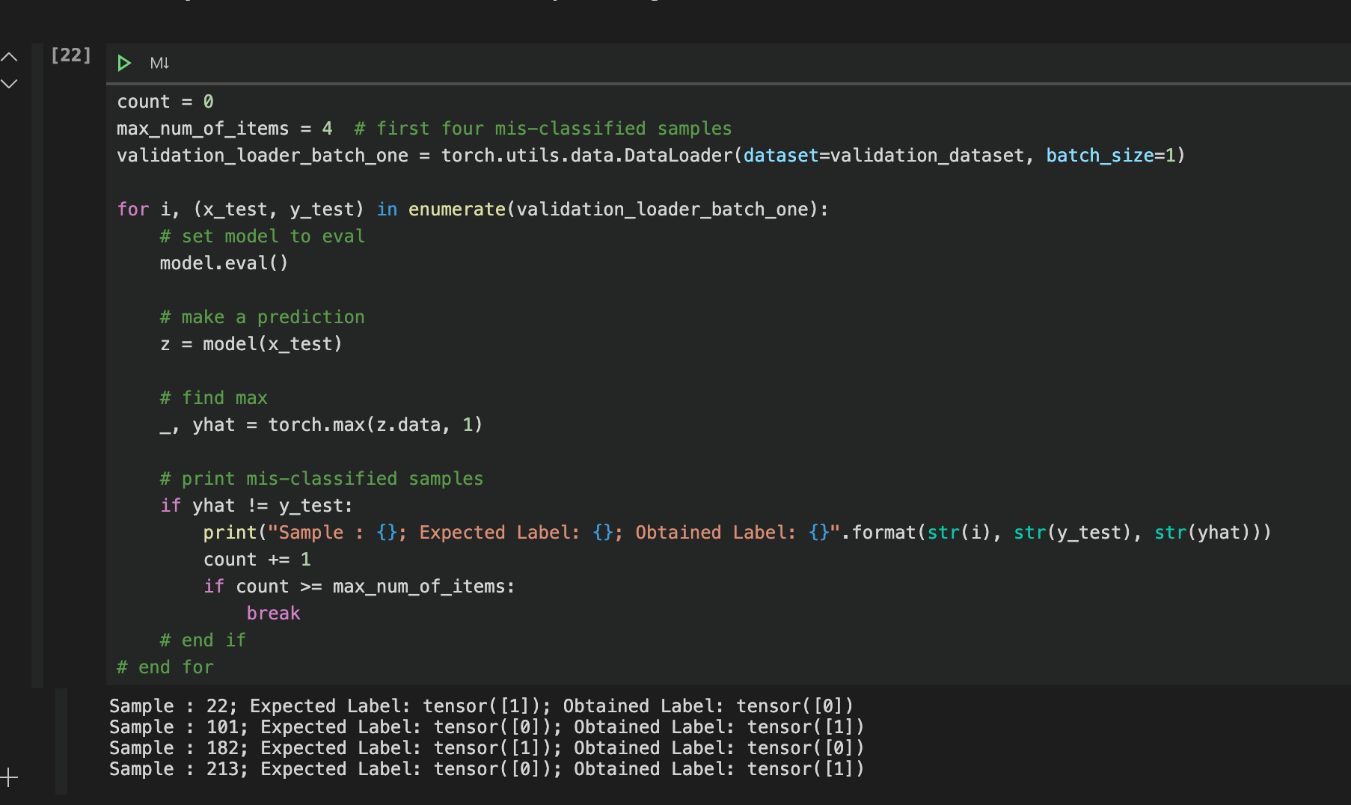 [22]
M↓
count = 0
max_num_of_items = 4  # first four mis-classified samples
validation_loader_batch_one = torch.utils.data.DataLoader(dataset=validation_dataset, batch_size=1)
for i, (x_test, y_test) in enumerate(validation_loader_batch_one):
    # set model to eval
    model.eval()
    # make a prediction
    z = model(x_test)
    # find max
    _, yhat = torch.max(z.data, 1)
    # print mis-classified samples
    if yhat != y_test:
        print("Sample : {}; Expected Label: {}; Obtained Label: {}".format(str(i), str(y_test), str(yhat)))
        count += 1
        if count >= max_num_of_items:
            break
    # end if
# end for
Sample : 22; Expected Label: tensor([1]); Obtained Label: tensor([0])
Sample : 101; Expected Label: tensor([0]); Obtained Label: tensor([1])
Sample : 182; Expected Label: tensor([1]); Obtained Label: tensor([0])
Sample : 213; Expected Label: tensor([0]); Obtained Label: tensor([1])